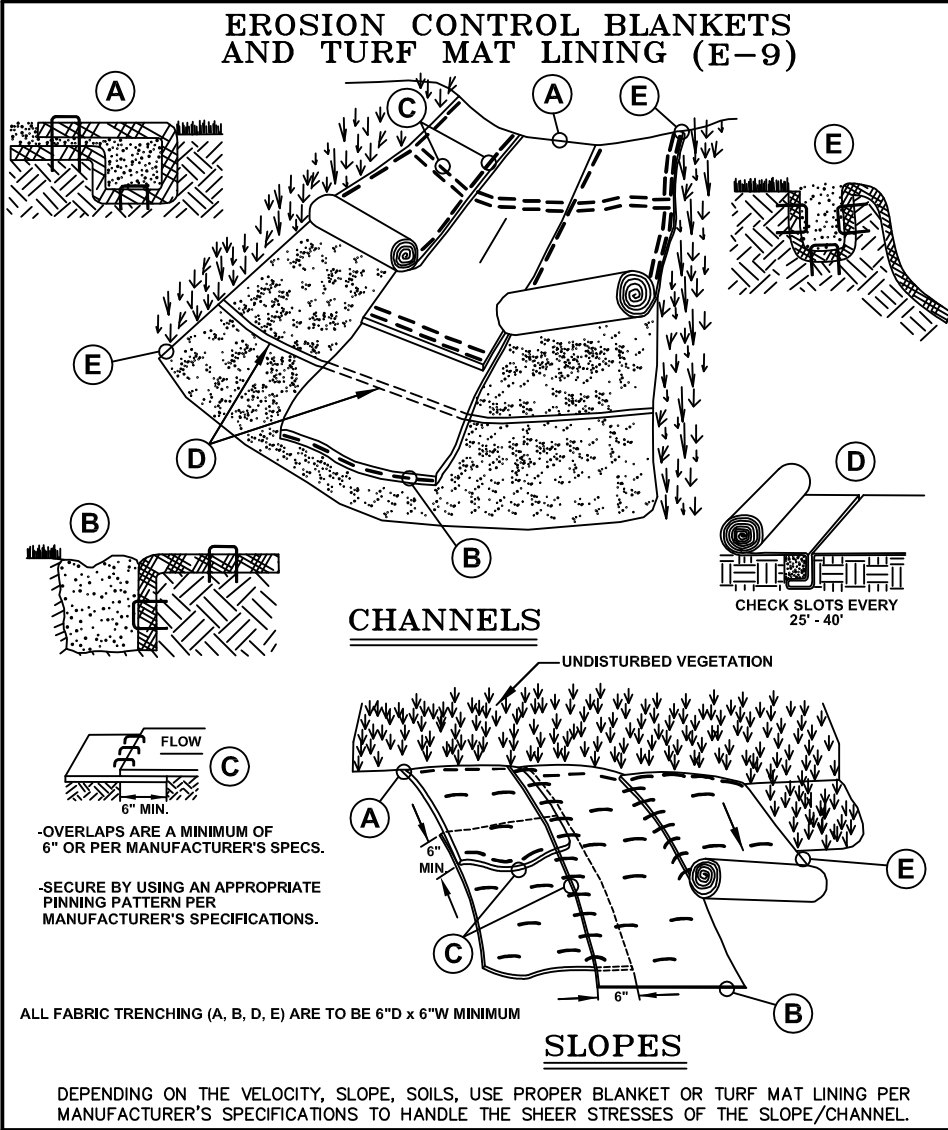 EROSION CONTROL BLANKETS
AND TURF MAT LINING (E-9)
A
C
A
E
E
E
D
B
B
D
CHECK SLOTS EVERY
25' - 40'
CHANNELS
UNDISTURBED VEGETATION
FLOW
C
6" MIN.
-OVERLAPS ARE A MINIMUM OF
6" OR PER MANUFACTURER'S SPECS.
-SECURE BY USING AN APPROPRIATE
PINNING PATTERN PER
MANUFACTURER'S SPECIFICATIONS.
A
6"
MIN.
C
E
6"
B
ALL FABRIC TRENCHING (A, B, D, E) ARE TO BE 6"D x 6"W MINIMUM
SLOPES
DEPENDING ON THE VELOCITY, SLOPE, SOILS, USE PROPER BLANKET OR TURF MAT LINING PER
MANUFACTURER'S SPECIFICATIONS TO HANDLE THE SHEER STRESSES OF THE SLOPE/CHANNEL.